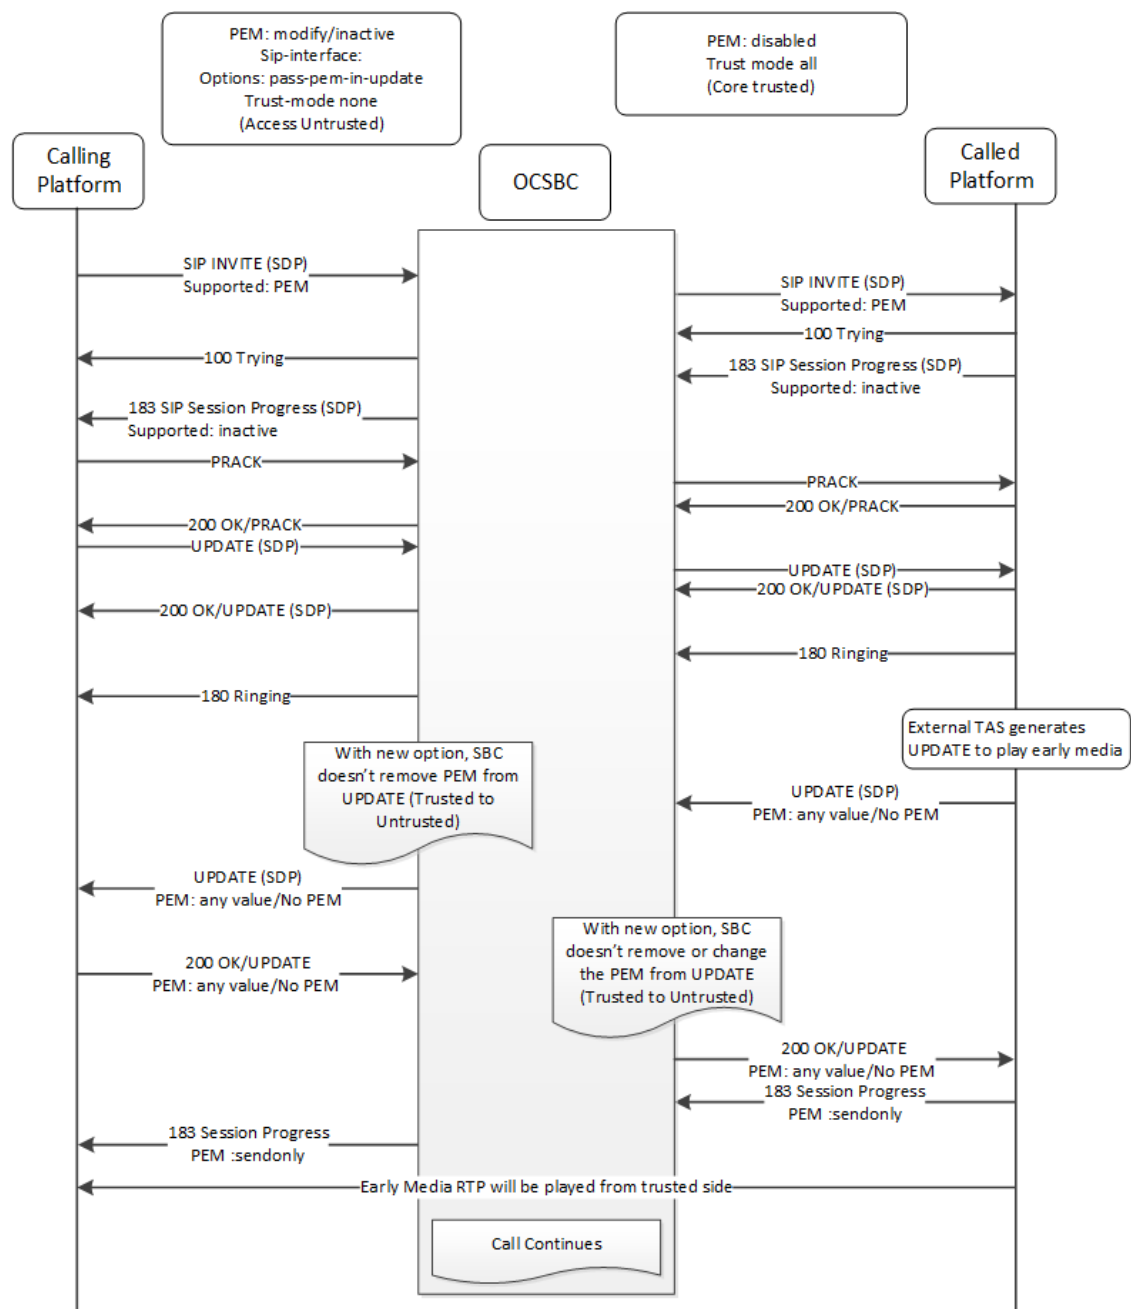 PEM: modify/inactive
Sip-interface:
Options: pass-pem-in-update
Trust-mode none
(Access Untrusted)
PEM: disabled
Trust mode all
(Core trusted)
Calling
Platform
OCSBC
Called
Platform
SIP INVITE (SDP)
Supported: PEM
SIP INVITE (SDP)
Supported: PEM
100 Trying
100 Trying
183 SIP Session Progress (SDP)
Supported: inactive
183 SIP Session Progress (SDP)
Supported: inactive
PRACK
PRACK
200 OK/PRACK
200 OK/PRACK
UPDATE (SDP)
UPDATE (SDP)
200 OK/UPDATE (SDP)
200 OK/UPDATE (SDP)
180 Ringing
180 Ringing
External TAS generates
UPDATE to play early media
With new option, SBC
doesn't remove PEM from
UPDATE (Trusted to
Untrusted)
UPDATE (SDP)
PEM: any value/No PEM
UPDATE (SDP)
PEM: any value/No PEM
With new option, SBC
doesn't remove or change
the PEM from UPDATE
(Trusted to Untrusted)
200 OK/UPDATE
PEM: any value/No PEM
200 OK/UPDATE
PEM: any value/No PEM
183 Session Progress
PEM :sendonly
183 Session Progress
PEM :sendonly
Early Media RTP will be played from trusted side
Call Continues